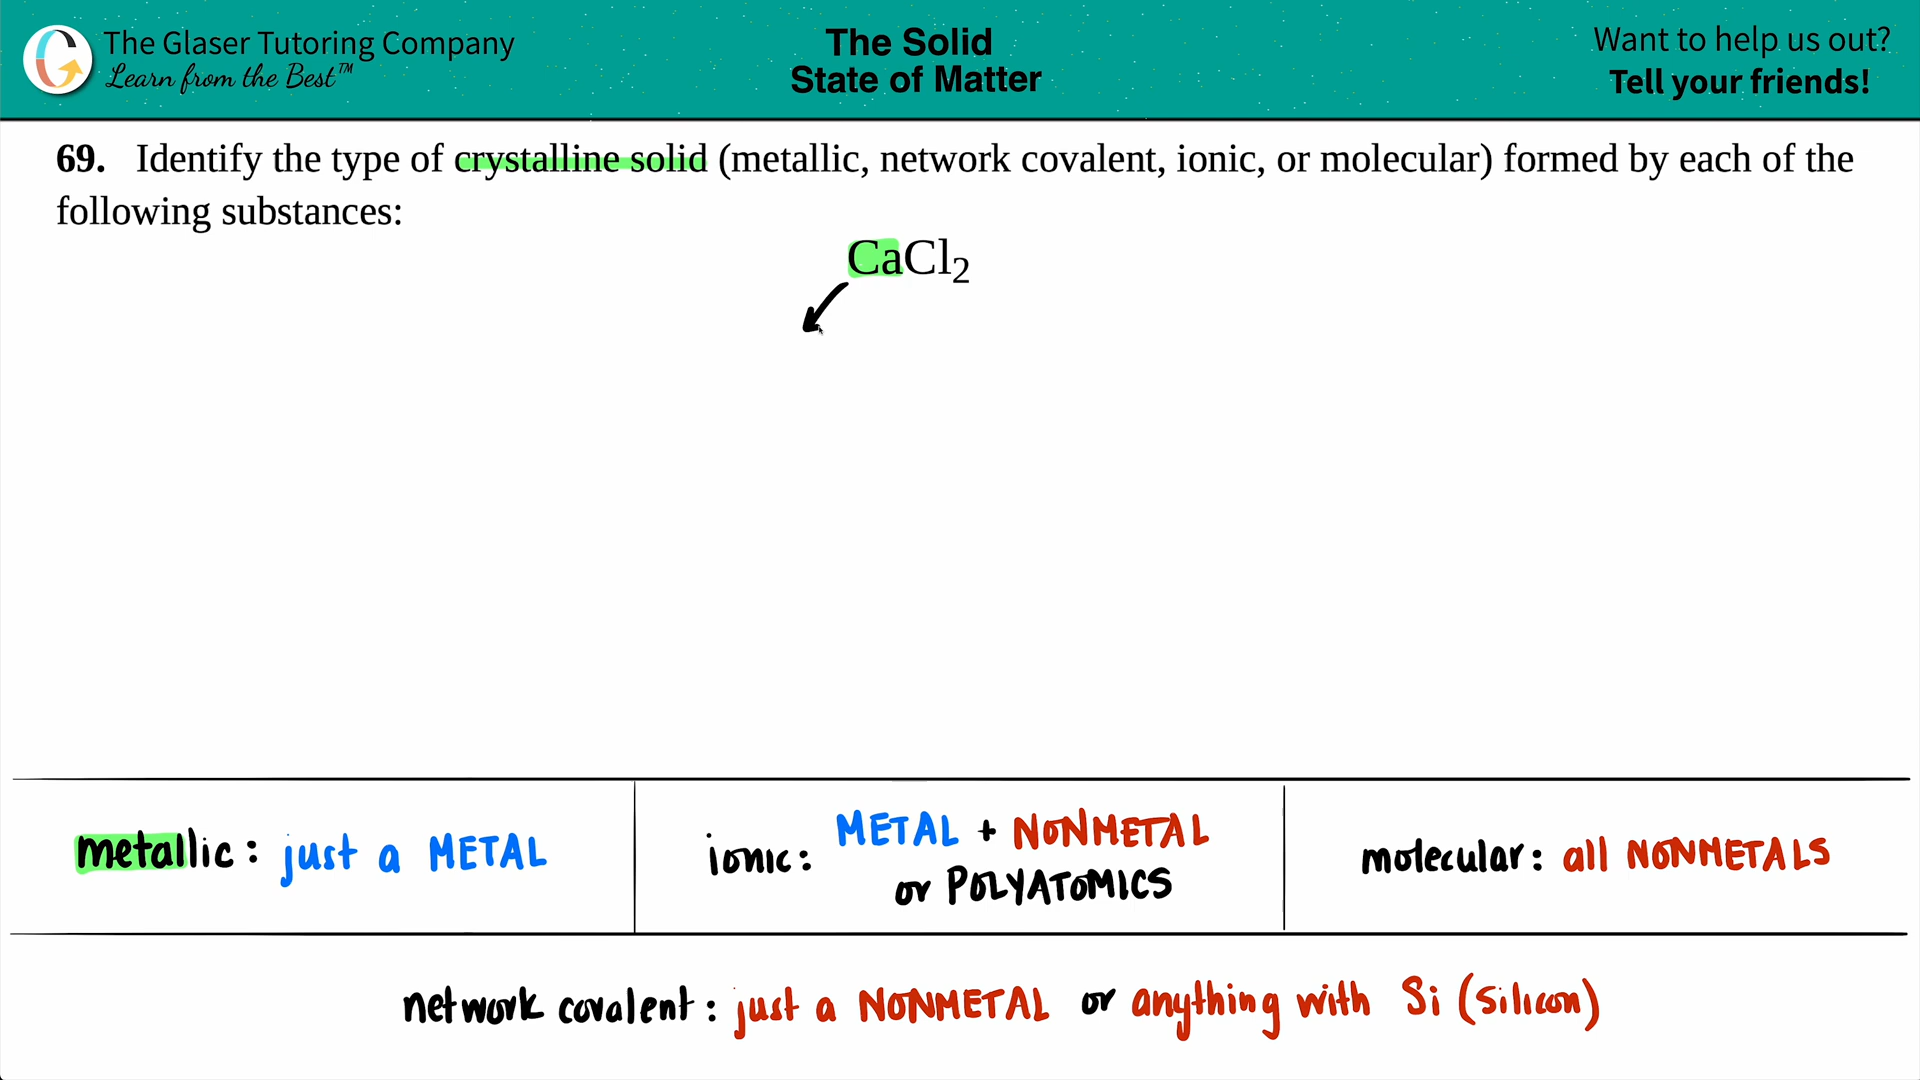 The Glaser Tutoring Company
Learn from the Best™
The Solid
State of Matter
Want to help us out?
Tell your friends!
69. Identify the type of crystalline solid (metallic, network covalent, ionic, or molecular) formed by each of the
following substances:
CaCl₂
metallic: just a METAL
ionic: METAL + NONMETAL
or POLYATOMICS
molecular: all NONMETALS
network covalent: just a NONMETAL or anything with Si (silicon)